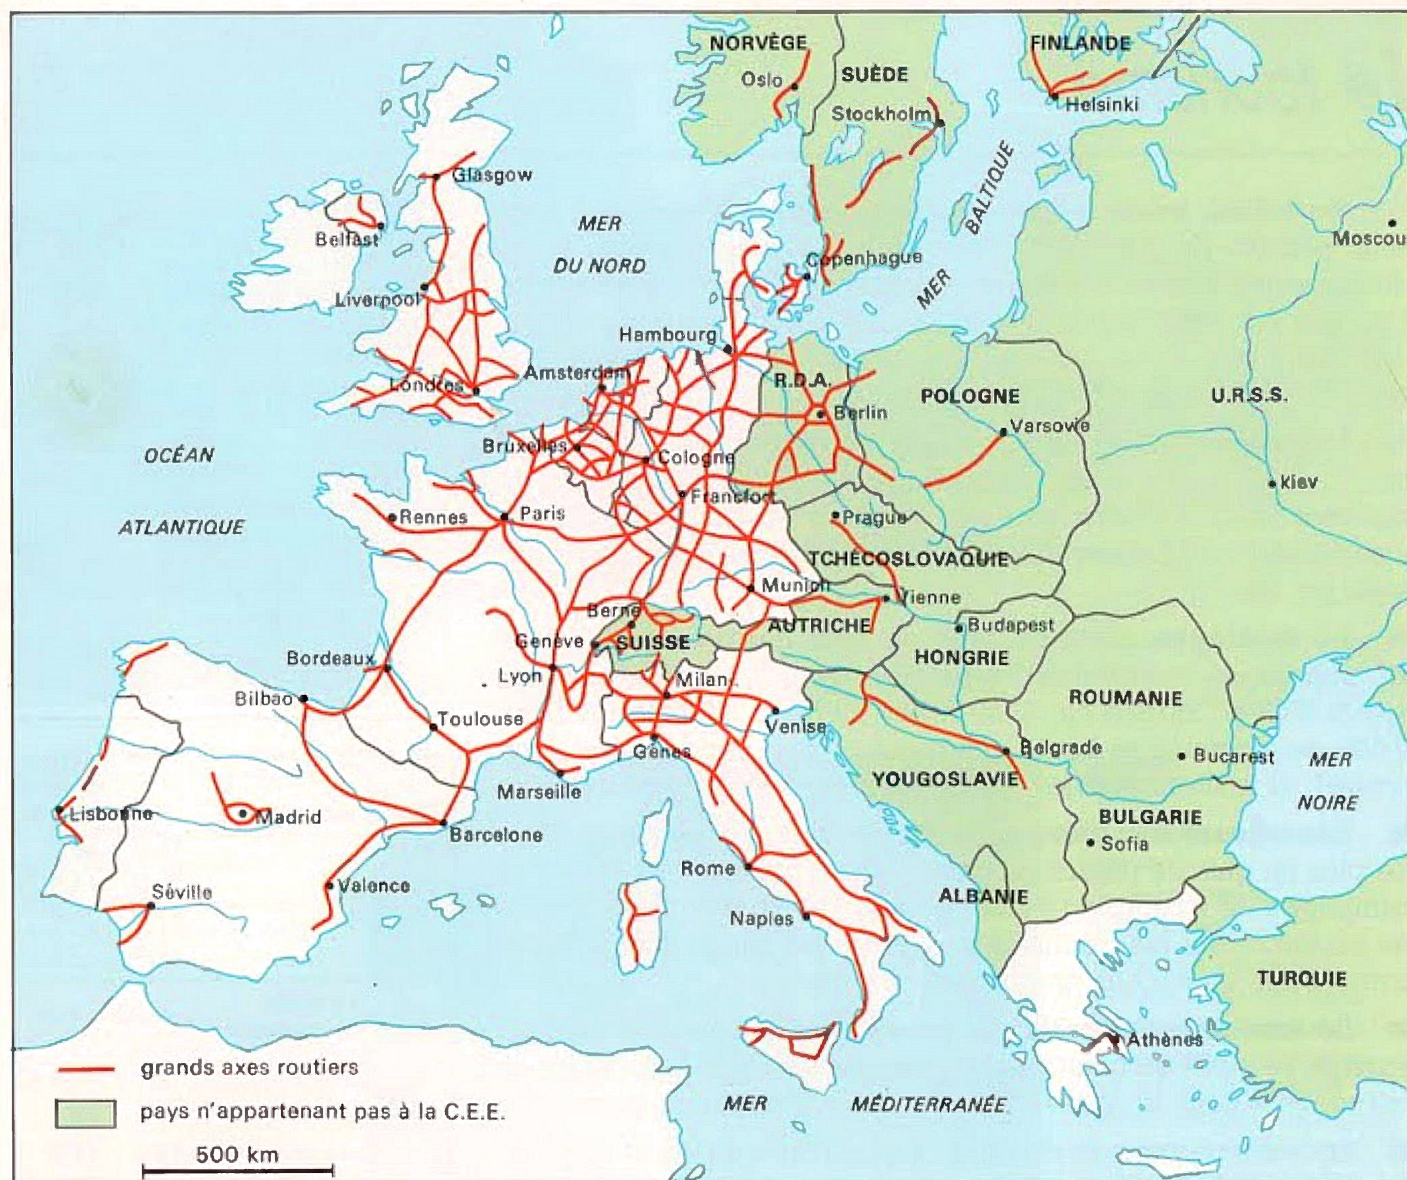 NORVÈGE
FINLANDE
Oslo
SUÈDE
Helsinki
Stockholm
Glasgow
MER
DU NORD
BALTIQUE
MER
Belfast
Moscou
Copenhague
Liverpool
Hambourg
Amsterdam
R.D.A.
Londres
POLOGNE
U.R.S.S.
Berlin
Varsovie
OCÉAN
ATLANTIQUE
Bruxelles
Cologne
Kiev
Francfort
Rennes
Paris
Prague
TCHÉCOSLOVAQUIE
Munich
Vienne
Berne
AUTRICHE
Budapest
Genève
SUISSE
HONGRIE
Bordeaux
Lyon
Milan
Bilbao
ROUMANIE
Toulouse
Venise
Gênes
Belgrade
Bucarest
MER
NOIRE
YOUGOSLAVIE
Marseille
Lisbonne
Madrid
Barcelone
BULGARIE
Sofia
Rome
Valence
Séville
ALBANIE
Naples
TURQUIE
Athènes
MER MÉDITERRANÉE
grands axes routiers
pays n'appartenant pas à la C.E.E.
500 km